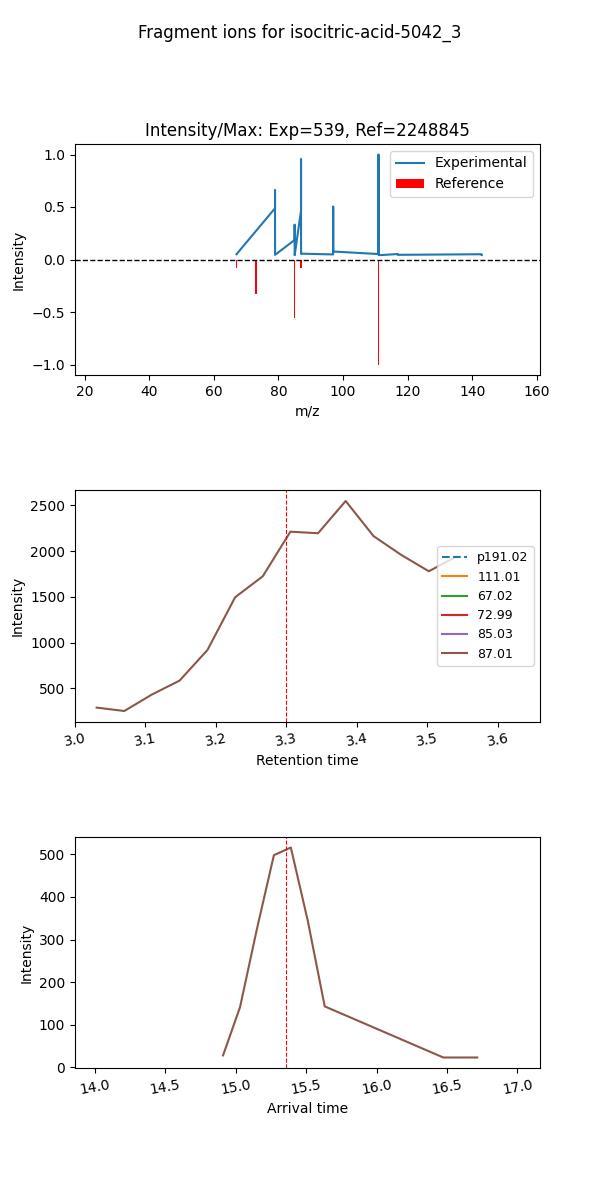 Fragment ions for isocitric-acid-5042_3
Intensity/Max: Exp=539, Ref=2248845
Experimental
Reference
1.0
0.5
0.0
−0.5
−1.0
Intensity
20 40 60 80 100 120 140 160
m/z
2500
2000
1500
1000
500
Intensity
p191.02
111.01
67.02
72.99
85.03
87.01
3.0 3.1 3.2 3.3 3.4 3.5 3.6
Retention time
500
400
300
200
100
0
Intensity
14.0 14.5 15.0 15.5 16.0 16.5 17.0
Arrival time